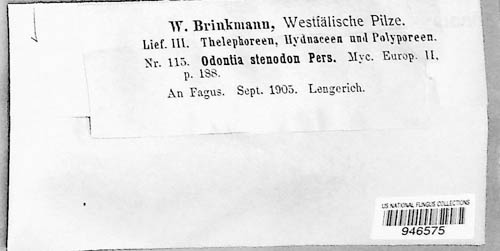 W. Brinkmann, Westfälische Pilze.
Lief. III. Thelephoreen, Hydnaceen und Polyporeen.
Nr. 115. Odontia stenodon Pers. Myc. Europ. II,
p. 188.
An Fagus. Sept. 1905. Lengerich.
US NATIONAL FUNGUS COLLECTIONS
946575